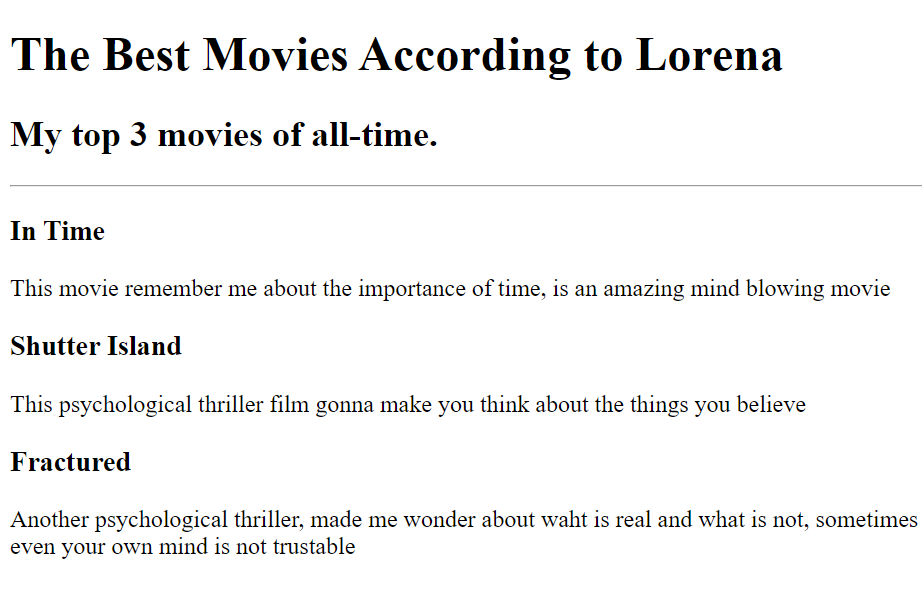 The Best Movies According to Lorena
My top 3 movies of all-time.
In Time
This movie remember me about the importance of time, is an amazing mind blowing movie
Shutter Island
This psychological thriller film gonna make you think about the things you believe
Fractured
Another psychological thriller, made me wonder about waht is real and what is not, sometimes
even your own mind is not trustable